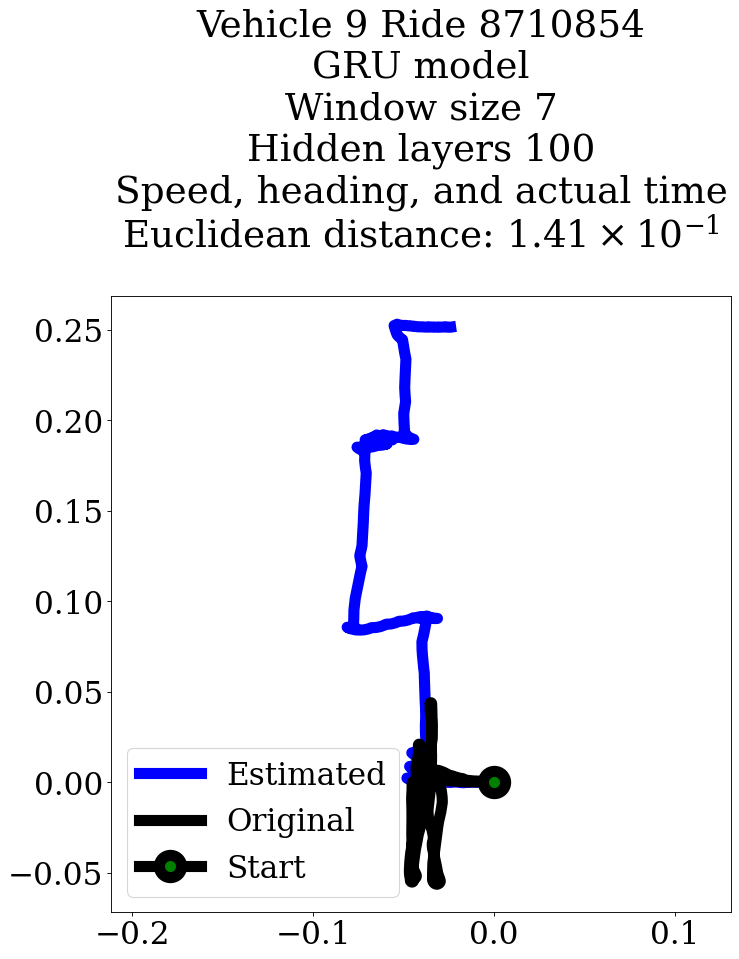 Vehicle 9 Ride 8710854
GRU model
Window size 7
Hidden layers 100
Speed, heading, and actual time
Euclidean distance: 1.41 × 10⁻¹
0.25
0.20
0.15
0.10
0.05
0.00
−0.05
Estimated
Original
Start
−0.2
−0.1
0.0
0.1